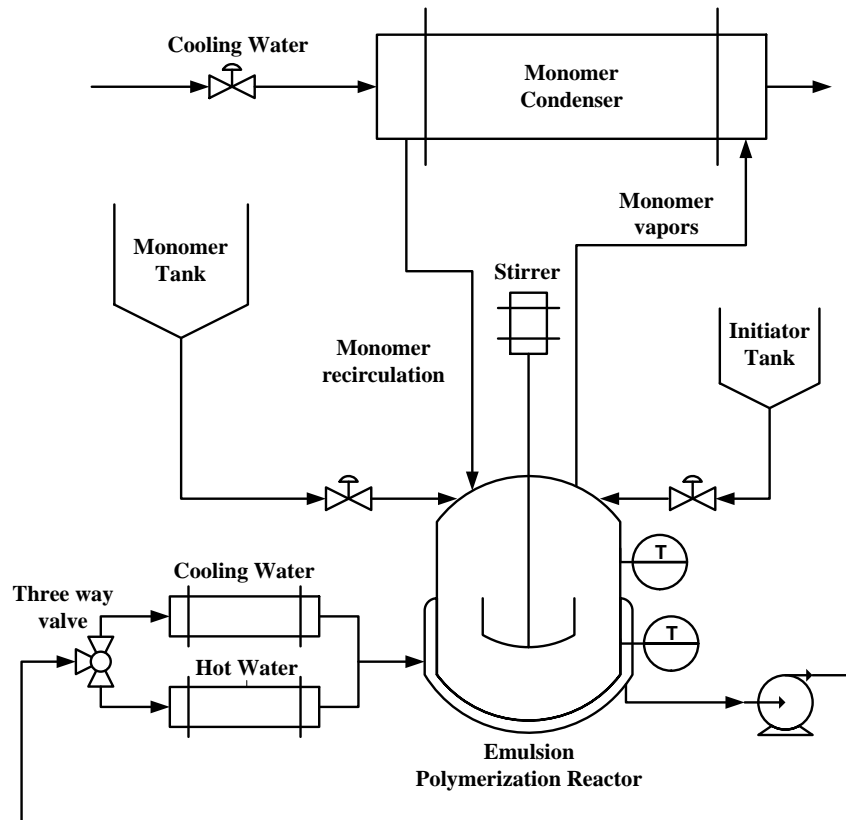 Cooling Water
Monomer
Condenser
Monomer
vapors
Monomer
Tank
Stirrer
Initiator
Tank
Monomer
recirculation
T
Cooling Water
Three way
valve
T
Hot Water
Emulsion
Polymerization Reactor